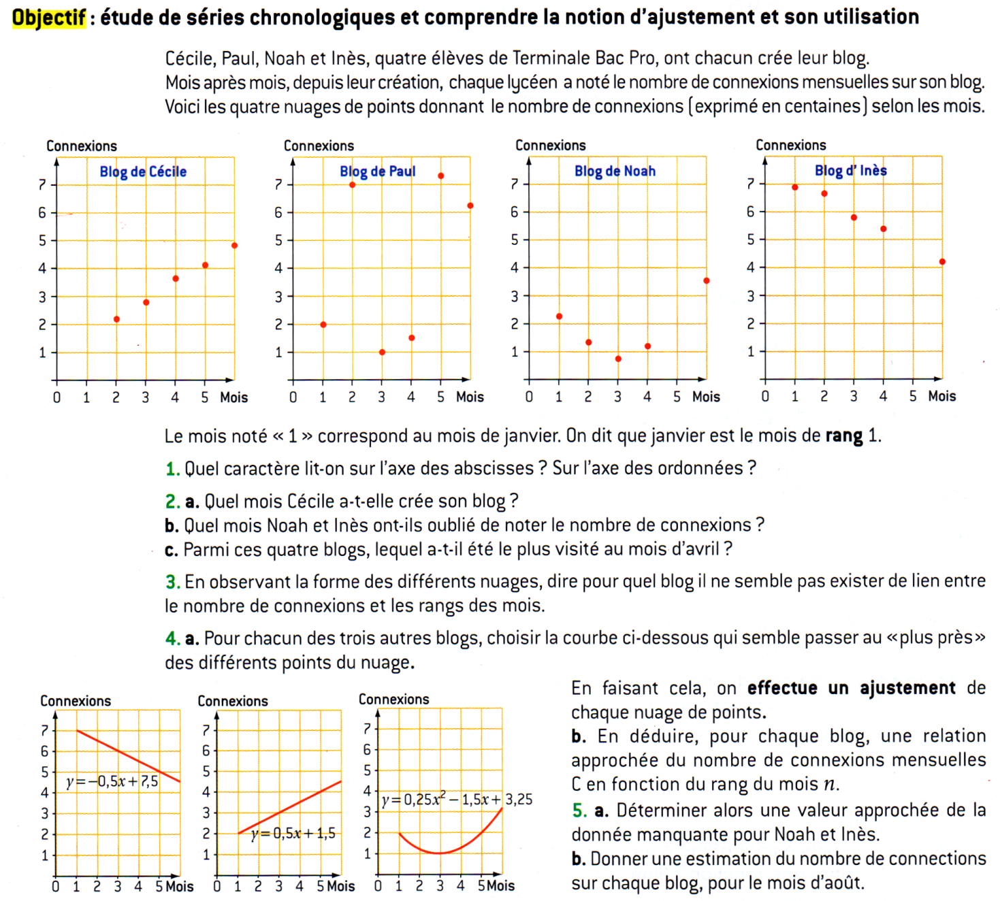 Objectif : étude de séries chronologiques et comprendre la notion d'ajustement et son utilisation
Cécile, Paul, Noah et Inès, quatre élèves de Terminale Bac Pro, ont chacun crée leur blog.
Mois après mois, depuis leur création, chaque lycéen a noté le nombre de connexions mensuelles sur son blog.
Voici les quatre nuages de points donnant le nombre de connexions (exprimé en centaines) selon les mois.
Connexions
Blog de Cécile
7
6
5
4
3
2
1
0 1 2 3 4 5 Mois
Connexions
Blog de Paul
7
6
5
4
3
2
1
0 1 2 3 4 5 Mois
Connexions
Blog de Noah
7
6
5
4
3
2
1
0 1 2 3 4 5 Mois
Connexions
Blog d' Inès
7
6
5
4
3
2
1
0 1 2 3 4 5 Mois
Le mois noté « 1 » correspond au mois de janvier. On dit que janvier est le mois de rang 1.
1. Quel caractère lit-on sur l'axe des abscisses ? Sur l'axe des ordonnées ?
2. a. Quel mois Cécile a-t-elle crée son blog ?
b. Quel mois Noah et Inès ont-ils oublié de noter le nombre de connexions ?
c. Parmi ces quatre blogs, lequel a-t-il été le plus visité au mois d'avril ?
3. En observant la forme des différents nuages, dire pour quel blog il ne semble pas exister de lien entre
le nombre de connexions et les rangs des mois.
4. a. Pour chacun des trois autres blogs, choisir la courbe ci-dessous qui semble passer au «plus près»
des différents points du nuage.
Connexions
7
6
5
y=−0,5x+7,5
4
3
2
1
0 1 2 3 4 5 Mois
Connexions
7
6
5
4
3
2
y=0,5x+1,5
1
0 1 2 3 4 5 Mois
Connexions
7
6
5
4
y=0,25x²−1,5x+3,25
3
2
1
0 1 2 3 4 5 Mois
En faisant cela, on effectue un ajustement de
chaque nuage de points.
b. En déduire, pour chaque blog, une relation
approchée du nombre de connexions mensuelles
C en fonction du rang du mois n.
5. a. Déterminer alors une valeur approchée de la
donnée manquante pour Noah et Inès.
b. Donner une estimation du nombre de connections
sur chaque blog, pour le mois d'août.